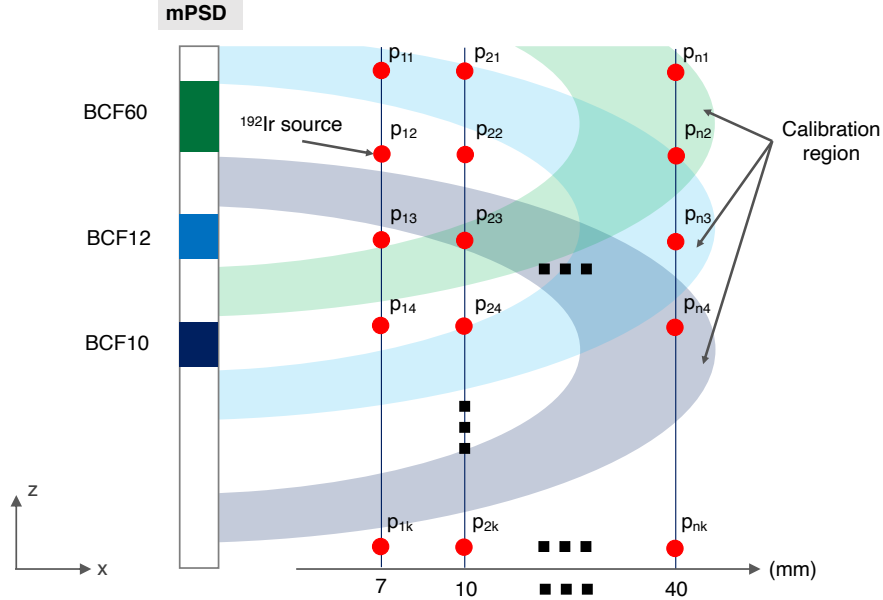 mPSD
p11 p21 pn1
BCF60
192Ir source
p12 p22 pn2
Calibration
region
p13 p23 pn3
BCF12
p14 p24 pn4
BCF10
z
p1k p2k pnk
x
(mm)
7 10 40